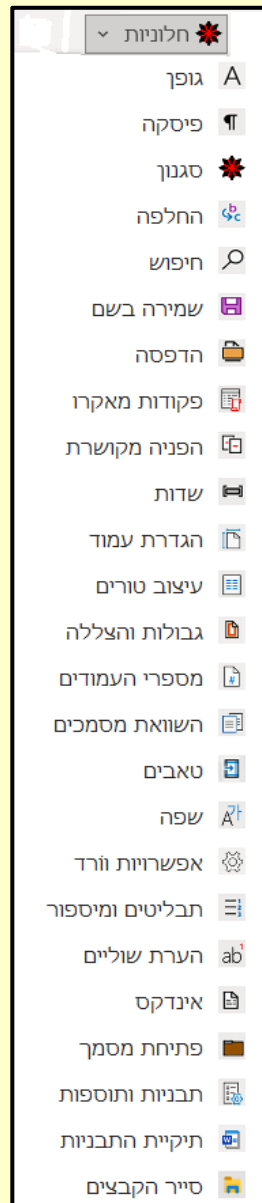 חלוניות
גופן
פיסקה
סגנון
החלפה
חיפוש
שמירה בשם
הדפסה
פקודות מאקרו
הפניה מקושרת
שדות
הגדרת עמוד
עיצוב טורים
גבולות והצללה
מספרי העמודים
השוואת מסמכים
טאבים
שפה
אפשרויות וורד
תבליטים ומיספור
הערת שוליים
אינדקס
פתיחת מסמך
תבניות ותוספות
תיקיית התבניות
סייר הקבצים